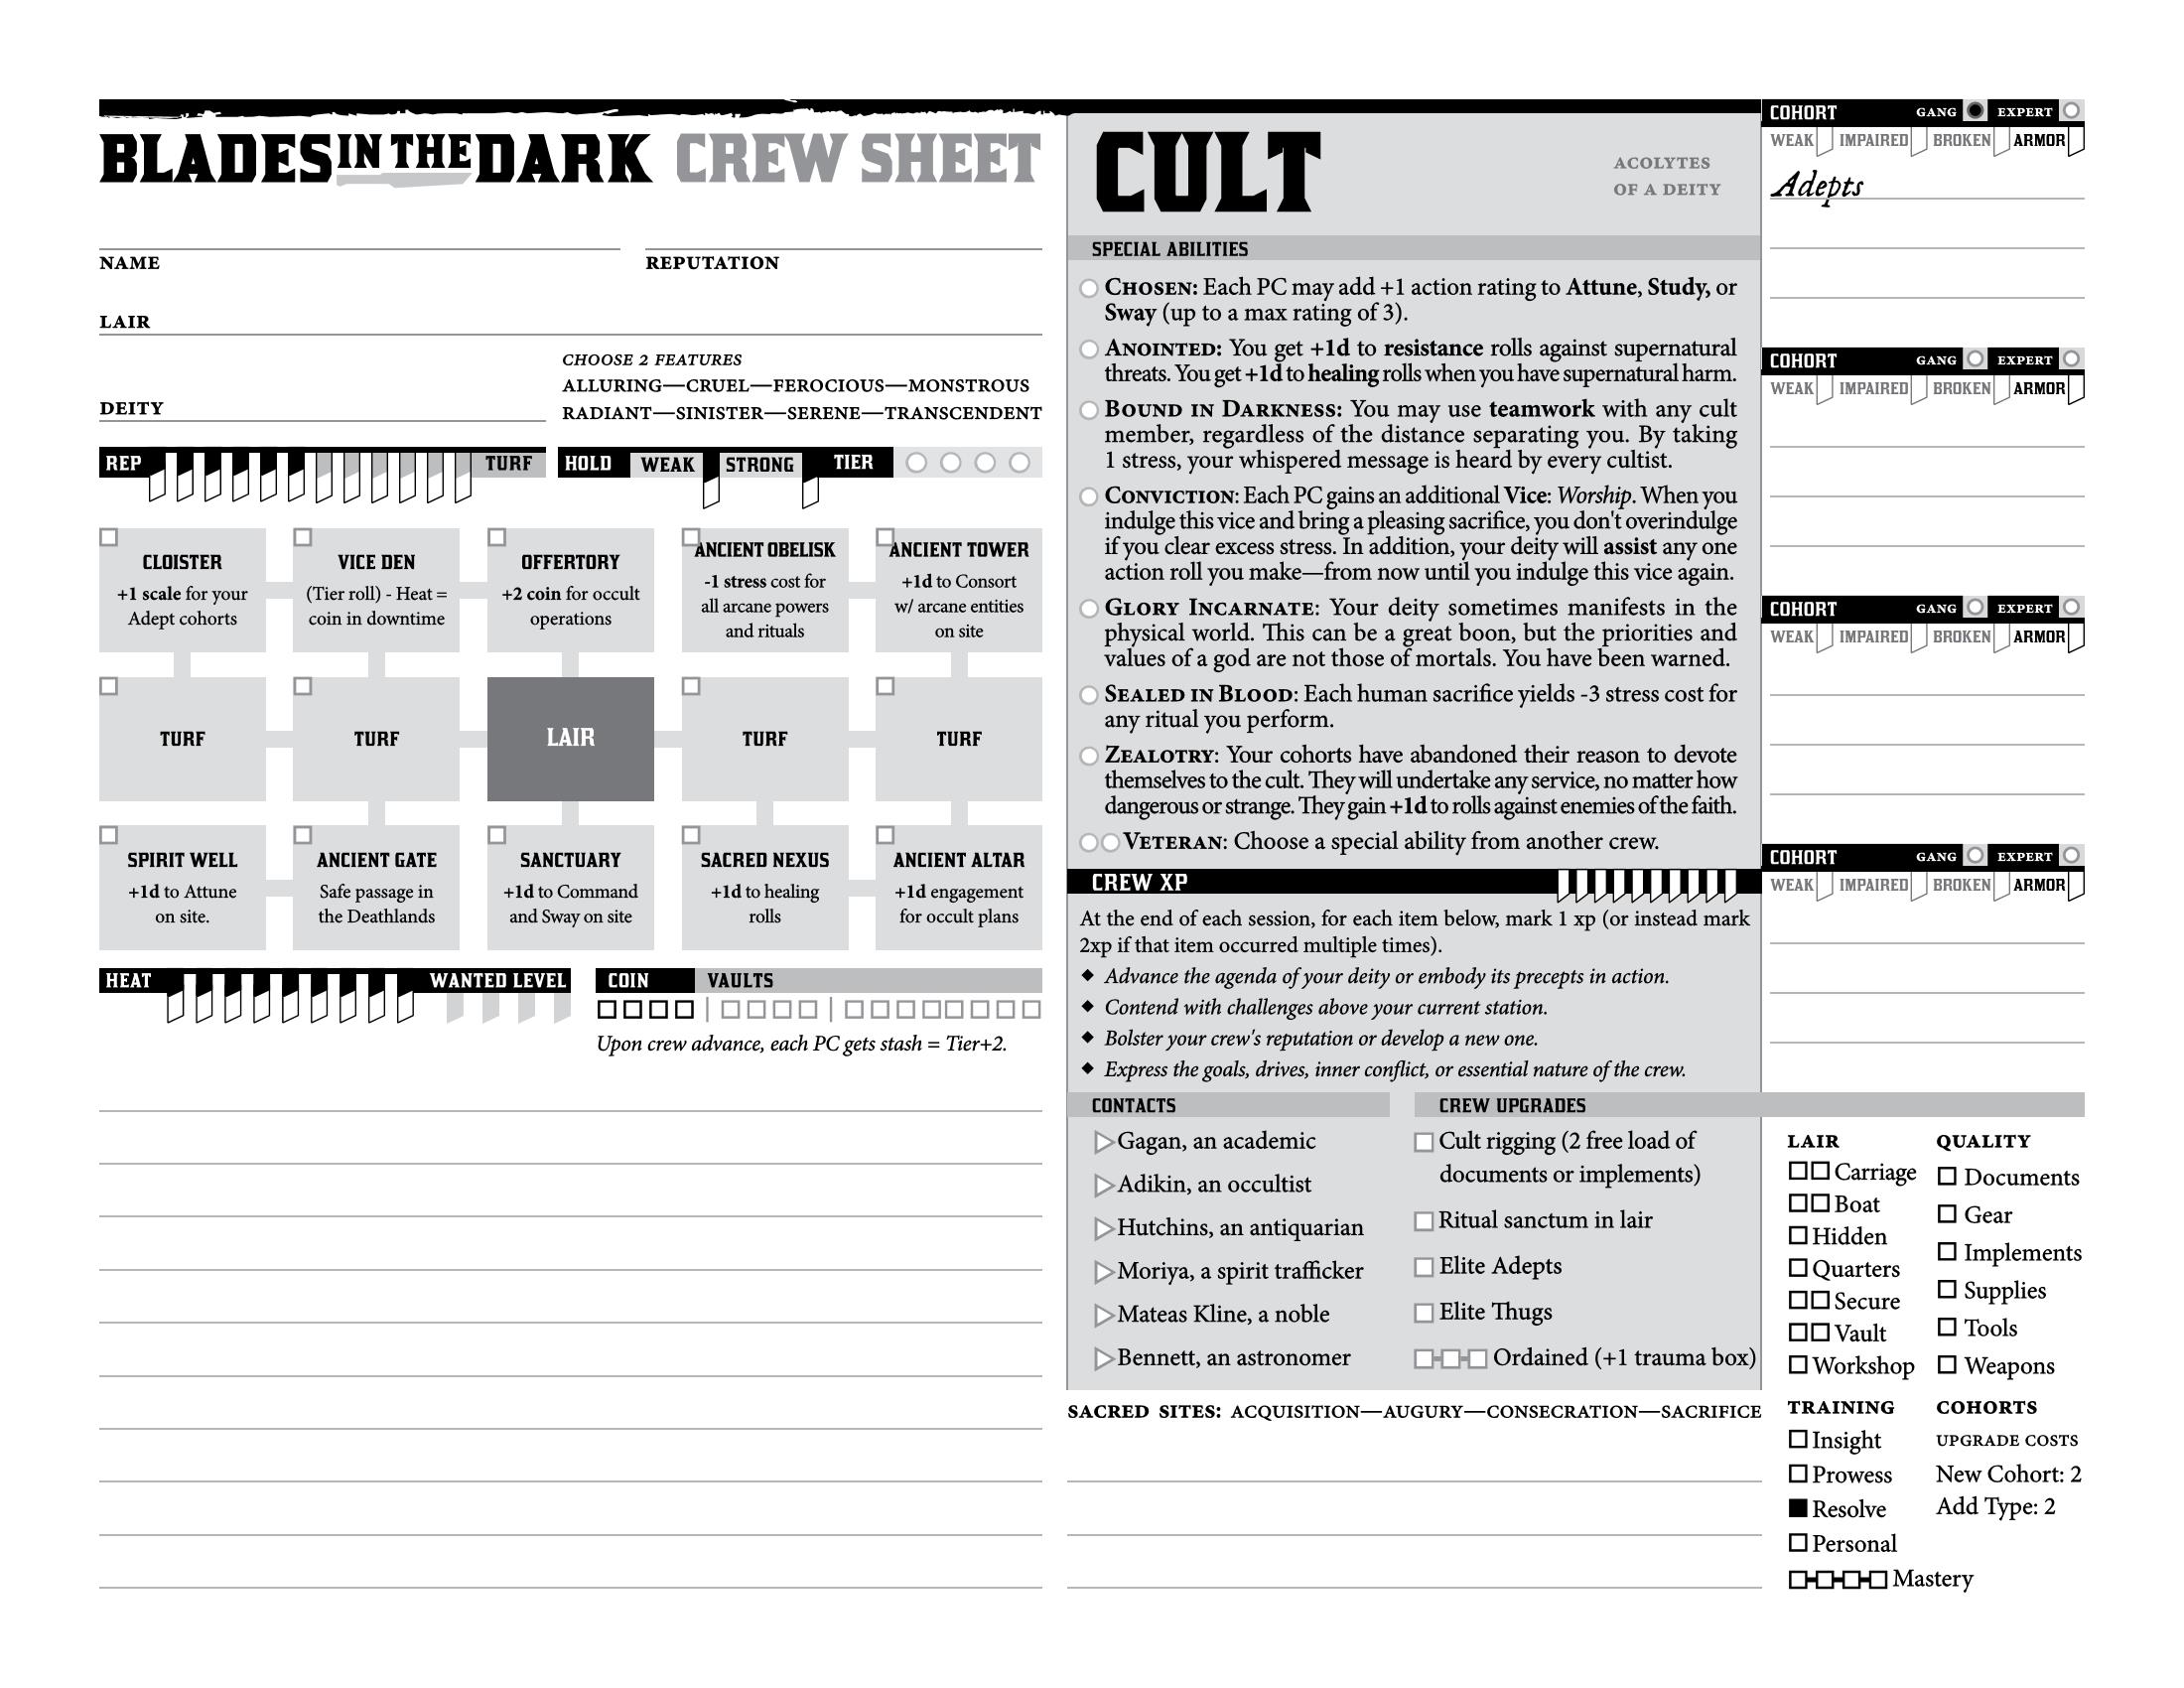 BLADES IN THE DARK CREW SHEET
NAME
REPUTATION
LAIR
DEITY
CHOOSE 2 FEATURES
ALLURING—CRUEL—FEROCIOUS—MONSTROUS
RADIANT—SINISTER—SERENE—TRANSCENDENT
REP
TURF
HOLD
WEAK
STRONG
TIER
CLOISTER
+1 scale for your
Adept cohorts
VICE DEN
(Tier roll) - Heat =
coin in downtime
OFFERTORY
+2 coin for occult
operations
ANCIENT OBELISK
-1 stress cost for
all arcane powers
and rituals
ANCIENT TOWER
+1d to Consort
w/ arcane entities
on site
TURF
TURF
LAIR
TURF
TURF
SPIRIT WELL
+1d to Attune
on site.
ANCIENT GATE
Safe passage in
the Deathlands
SANCTUARY
+1d to Command
and Sway on site
SACRED NEXUS
+1d to healing
rolls
ANCIENT ALTAR
+1d engagement
for occult plans
HEAT
WANTED LEVEL
COIN
VAULTS
Upon crew advance, each PC gets stash = Tier+2.
CULT
ACOLYTES
OF A DEITY
SPECIAL ABILITIES
CHOSEN: Each PC may add +1 action rating to Attune, Study, or
Sway (up to a max rating of 3).
ANOINTED: You get +1d to resistance rolls against supernatural
threats. You get +1d to healing rolls when you have supernatural harm.
BOUND IN DARKNESS: You may use teamwork with any cult
member, regardless of the distance separating you. By taking
1 stress, your whispered message is heard by every cultist.
CONVICTION: Each PC gains an additional Vice: Worship. When you
indulge this vice and bring a pleasing sacrifice, you don't overindulge
if you clear excess stress. In addition, your deity will assist any one
action roll you make—from now until you indulge this vice again.
GLORY INCARNATE: Your deity sometimes manifests in the
physical world. This can be a great boon, but the priorities and
values of a god are not those of mortals. You have been warned.
SEALED IN BLOOD: Each human sacrifice yields -3 stress cost for
any ritual you perform.
ZEALOTRY: Your cohorts have abandoned their reason to devote
themselves to the cult. They will undertake any service, no matter how
dangerous or strange. They gain +1d to rolls against enemies of the faith.
VETERAN: Choose a special ability from another crew.
CREW XP
At the end of each session, for each item below, mark 1 xp (or instead mark
2xp if that item occurred multiple times).
◆ Advance the agenda of your deity or embody its precepts in action.
◆ Contend with challenges above your current station.
◆ Bolster your crew's reputation or develop a new one.
◆ Express the goals, drives, inner conflict, or essential nature of the crew.
CONTACTS
Gagan, an academic
Adikin, an occultist
Hutchins, an antiquarian
Moriya, a spirit trafficker
Mateas Kline, a noble
Bennett, an astronomer
CREW UPGRADES
Cult rigging (2 free load of
documents or implements)
Ritual sanctum in lair
Elite Adepts
Elite Thugs
Ordained (+1 trauma box)
SACRED SITES: ACQUISITION—AUGURY—CONSECRATION—SACRIFICE
COHORT GANG EXPERT
WEAK IMPAIRED BROKEN ARMOR
Adepts
COHORT GANG EXPERT
WEAK IMPAIRED BROKEN ARMOR
COHORT GANG EXPERT
WEAK IMPAIRED BROKEN ARMOR
COHORT GANG EXPERT
WEAK IMPAIRED BROKEN ARMOR
LAIR
Carriage
Boat
Hidden
Quarters
Secure
Vault
Workshop
QUALITY
Documents
Gear
Implements
Supplies
Tools
Weapons
TRAINING
Insight
Prowess
Resolve
Personal
Mastery
COHORTS
UPGRADE COSTS
New Cohort: 2
Add Type: 2